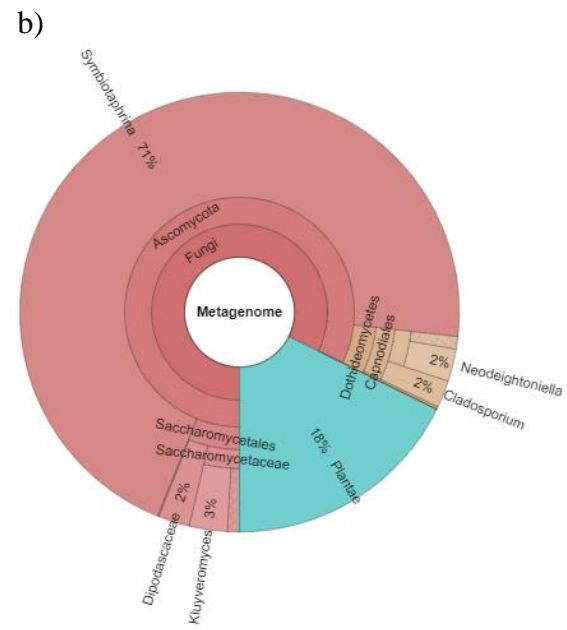 b)
Symbiotaphrina 71%
Ascomycota
Fungi
Metagenome
Dothideomycetes
Capnodiales
2%
Neodeightoniella
2%
Cladosporium
18% Plantae
Saccharomycetales
Saccharomycetaceae
Dipodascaceae 2%
Kluyveromyces 3%